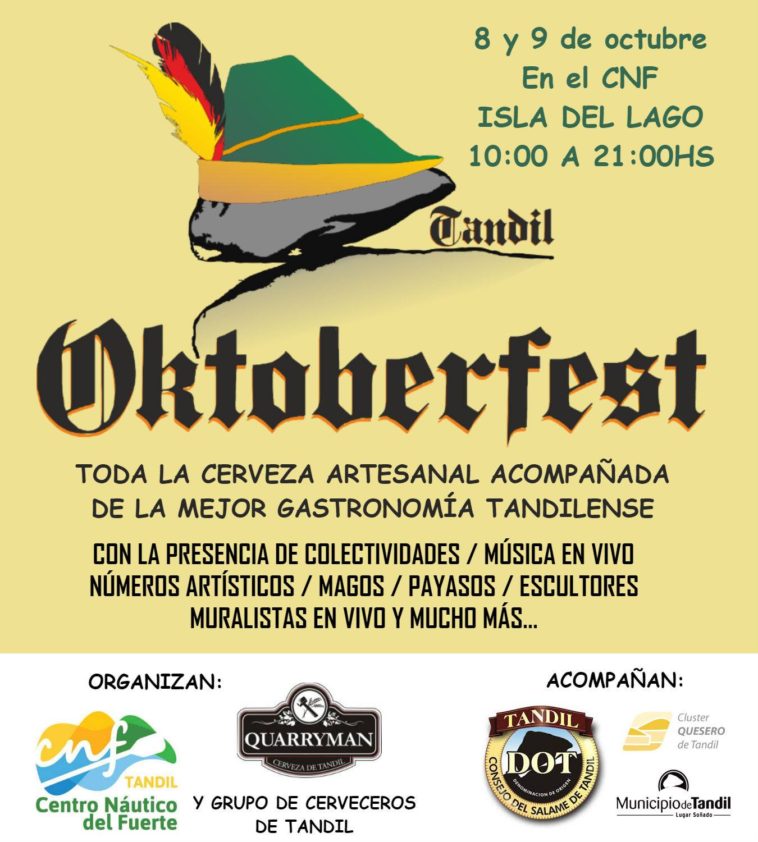 8 y 9 de octubre
En el CNF
ISLA DEL LAGO
10:00 A 21:00HS
Tandil
Oktoberfest
TODA LA CERVEZA ARTESANAL ACOMPAÑADA
DE LA MEJOR GASTRONOMÍA TANDILENSE
CON LA PRESENCIA DE COLECTIVIDADES / MÚSICA EN VIVO
NÚMEROS ARTÍSTICOS / MAGOS / PAYASOS / ESCULTORES
MURALISTAS EN VIVO Y MUCHO MÁS...
ORGANIZAN:
cnf
TANDIL
Centro Náutico
del Fuerte
QUARRYMAN
CERVEZA DE TANDIL
Y GRUPO DE CERVECEROS
DE TANDIL
ACOMPAÑAN:
TANDIL
DOT
DENOMINACION DE ORIGEN
CONSEJO DEL SALAME DE TANDIL
Cluster
QUESERO
de Tandil
Municipio de Tandil
Lugar Soñado